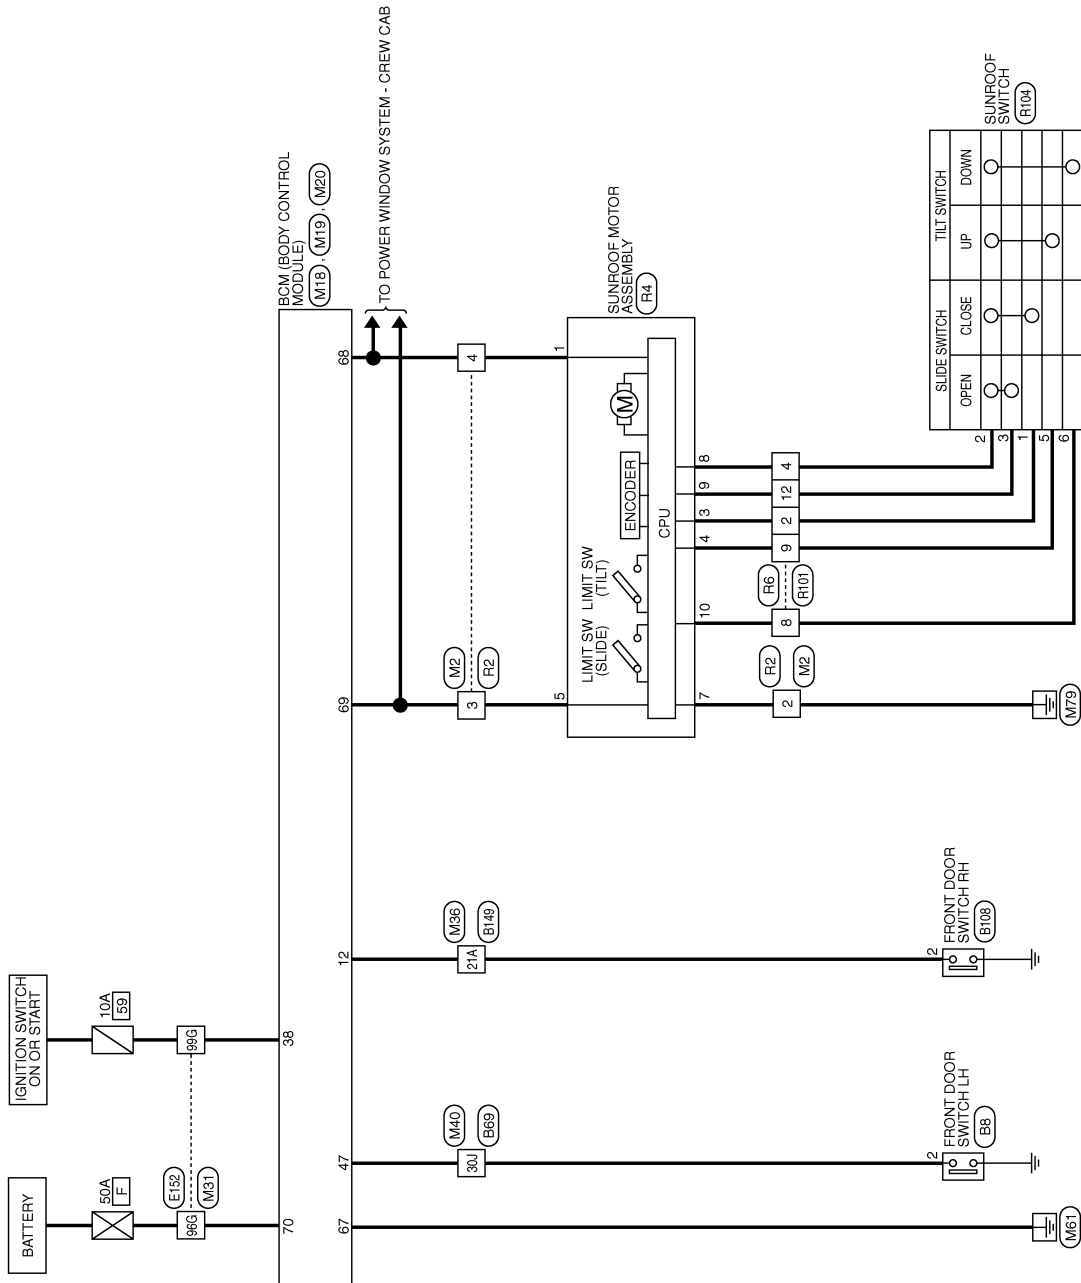 BATTERY
50A
F
E152
96G
M31
70
IGNITION SWITCH
ON OR START
10A
59
99G
38
BCM (BODY CONTROL
MODULE)
M18 , M19 , M20
67
47
12
69
68
TO POWER WINDOW SYSTEM - CREW CAB
M61
M40
30J
B69
2
FRONT DOOR
SWITCH LH
B8
M36
21A
B149
2
FRONT DOOR
SWITCH RH
B108
M2
3
R2
4
SUNROOF MOTOR
ASSEMBLY
R4
5
1
LIMIT SW
(SLIDE)
LIMIT SW
(TILT)
ENCODER
M
CPU
7
10
4
3
9
8
R2
2
M2
M79
R6
8
R101
9
2
12
4
SUNROOF
SWITCH
R104
SLIDE SWITCH
TILT SWITCH
OPEN
CLOSE
UP
DOWN
2
3
1
5
6